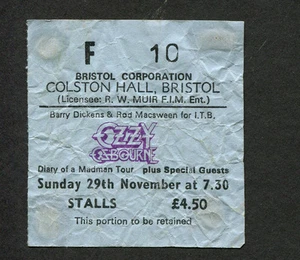 F 10
BRISTOL CORPORATION
COLSTON HALL, BRISTOL
(Licensee: R. W. MUIR F.I.M. Ent.)
Barry Dickens & Rod Macsween for I.T.B.
OZZY
OSBOURNE
Diary of a Madman Tour plus Special Guests
Sunday 29th November at 7.30
STALLS £4.50
This portion to be retained